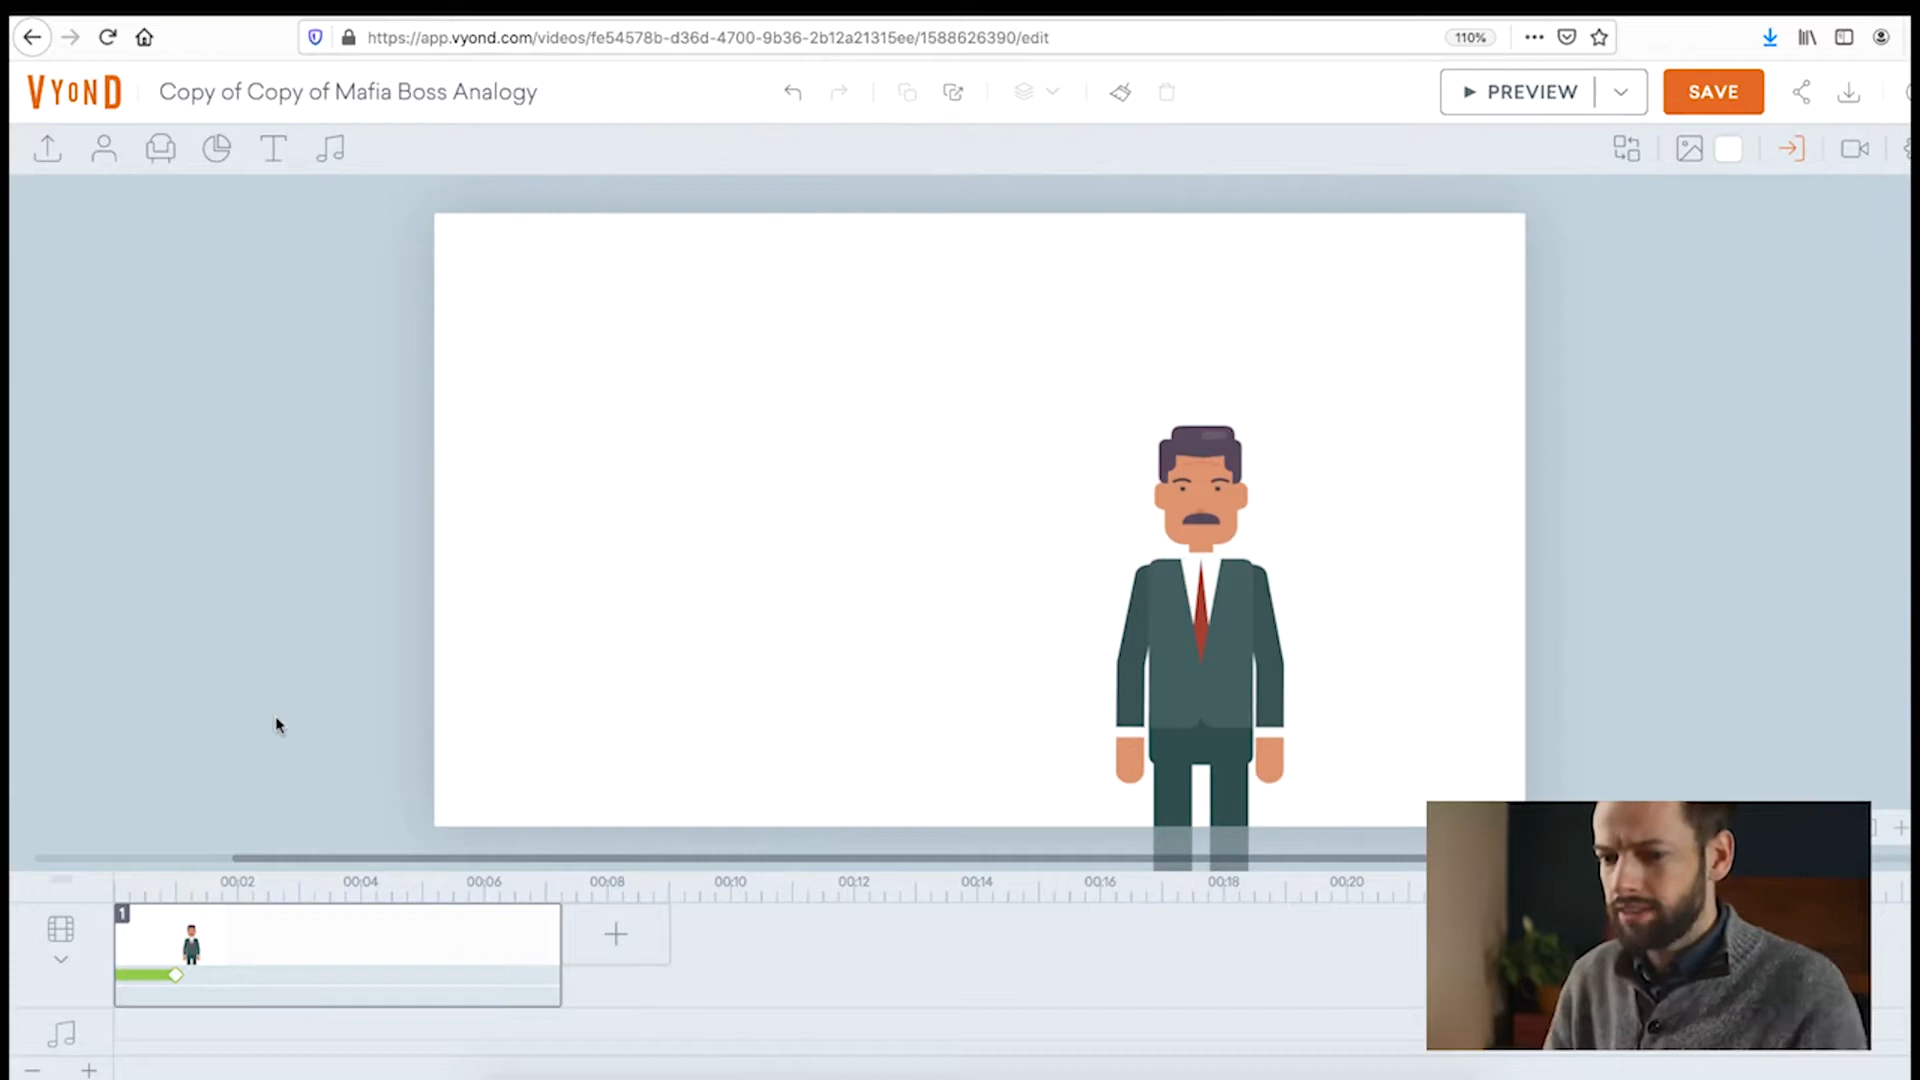 https://app.vyond.com/videos/fe54578b-d36d-4700-9b36-2b12a21315ee/1588626390/edit
110%
VYOND
Copy of Copy of Mafia Boss Analogy
PREVIEW
SAVE
00:02
00:04
00:06
00:08
00:10
00:12
00:14
00:16
00:18
00:20
1